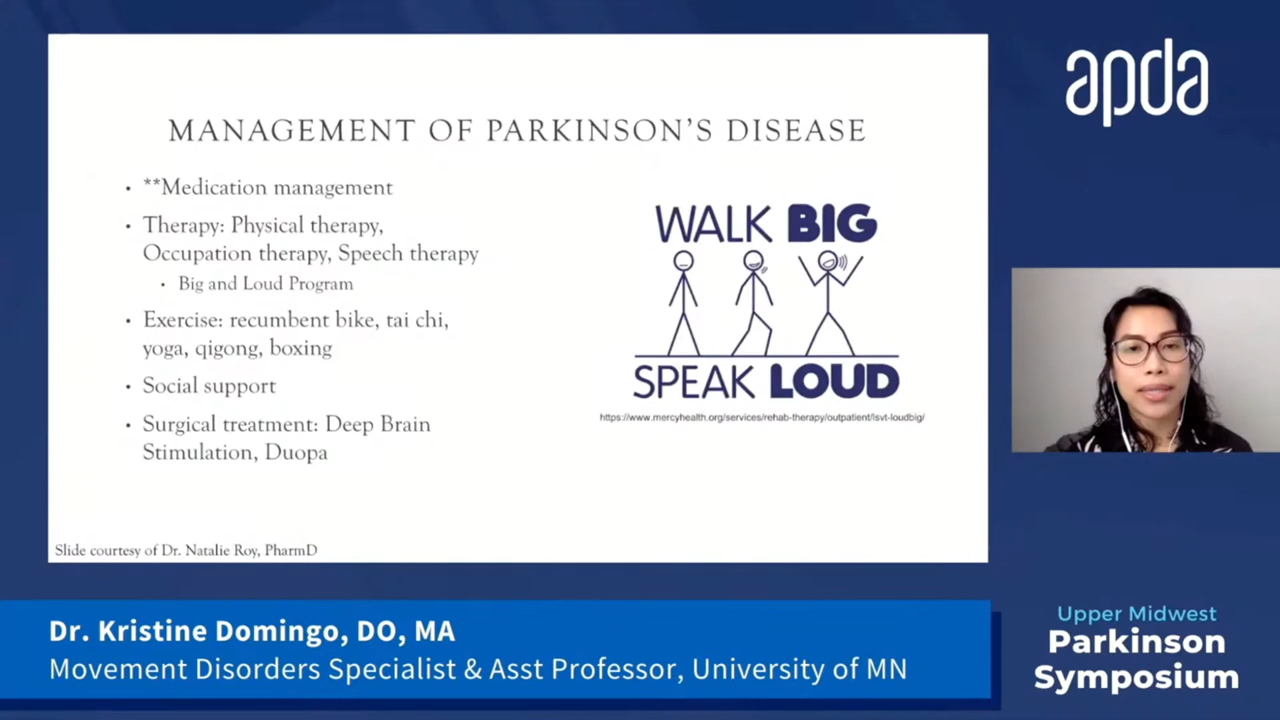 apda
MANAGEMENT OF PARKINSON'S DISEASE
• **Medication management
• Therapy: Physical therapy,
Occupation therapy, Speech therapy
• Big and Loud Program
• Exercise: recumbent bike, tai chi,
yoga, qigong, boxing
• Social support
• Surgical treatment: Deep Brain
Stimulation, Duopa
WALK BIG
SPEAK LOUD
https://www.mercyhealth.org/services/rehab-therapy/outpatient/lsvt-loudbig/
Slide courtesy of Dr. Natalie Roy, PharmD
Dr. Kristine Domingo, DO, MA
Movement Disorders Specialist & Asst Professor, University of MN
Upper Midwest
Parkinson
Symposium